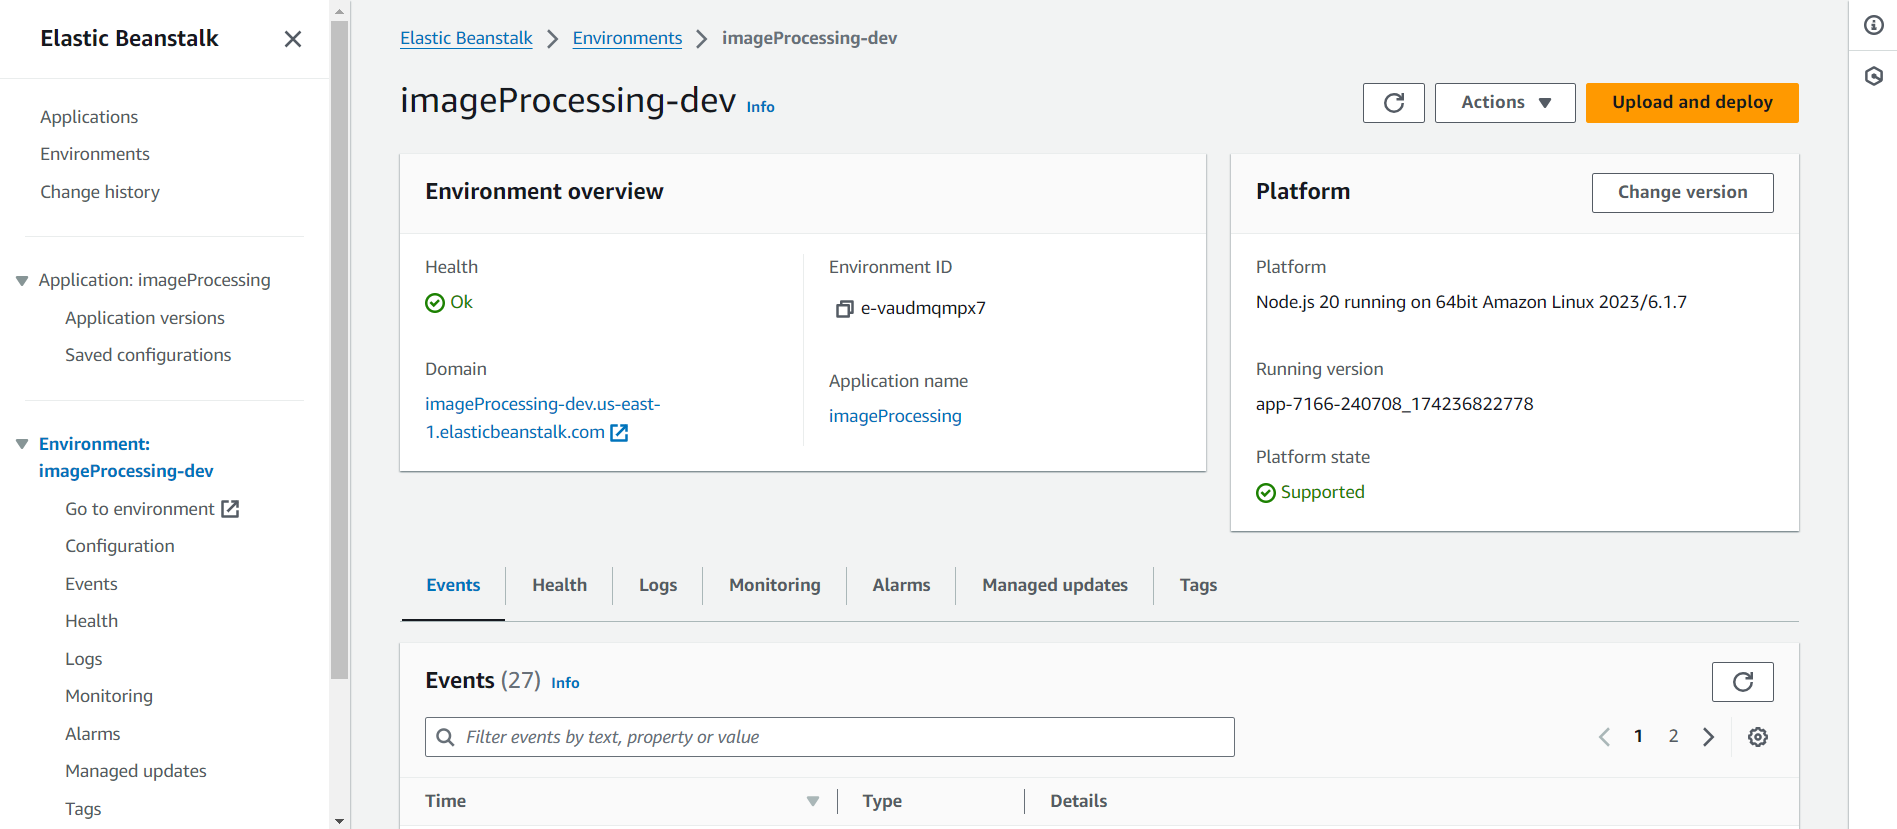 Elastic Beanstalk
Applications
Environments
Change history
Application: imageProcessing
Application versions
Saved configurations
Environment:
imageProcessing-dev
Go to environment
Configuration
Events
Health
Logs
Monitoring
Alarms
Managed updates
Tags
Elastic Beanstalk > Environments > imageProcessing-dev
imageProcessing-dev Info
Actions
Upload and deploy
Environment overview
Health
Ok
Domain
imageProcessing-dev.us-east-
1.elasticbeanstalk.com
Environment ID
e-vaudmqmpx7
Application name
imageProcessing
Platform
Change version
Platform
Node.js 20 running on 64bit Amazon Linux 2023/6.1.7
Running version
app-7166-240708_174236822778
Platform state
Supported
Events Health Logs Monitoring Alarms Managed updates Tags
Events (27) Info
Filter events by text, property or value
1 2
Time Type Details